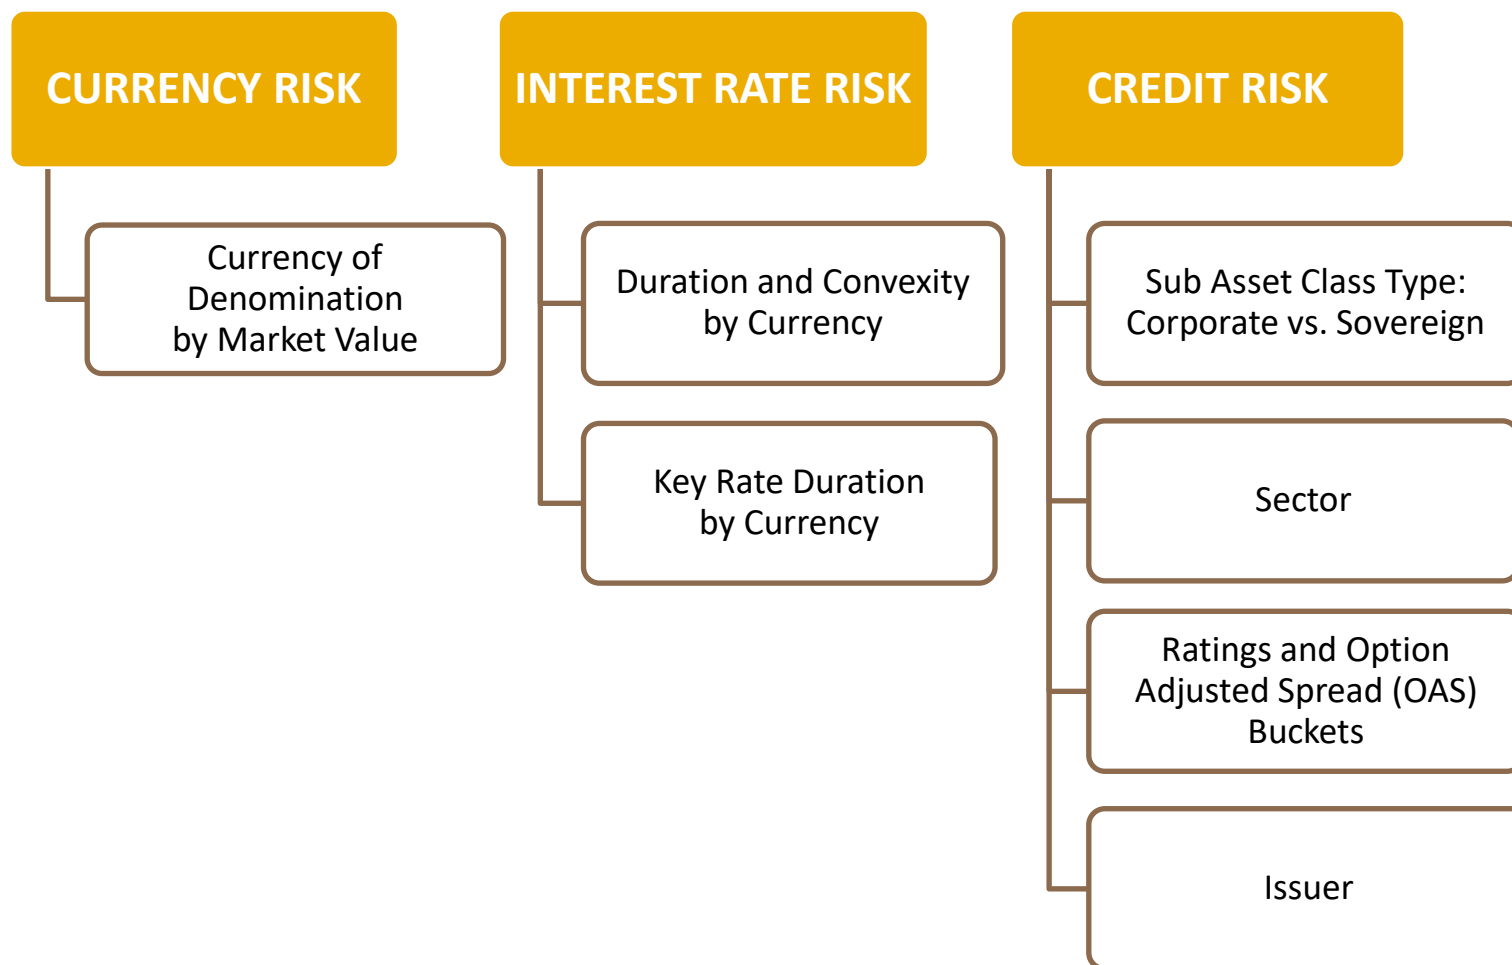 CURRENCY RISK
Currency of
Denomination
by Market Value
INTEREST RATE RISK
Duration and Convexity
by Currency
Key Rate Duration
by Currency
CREDIT RISK
Sub Asset Class Type:
Corporate vs. Sovereign
Sector
Ratings and Option
Adjusted Spread (OAS)
Buckets
Issuer